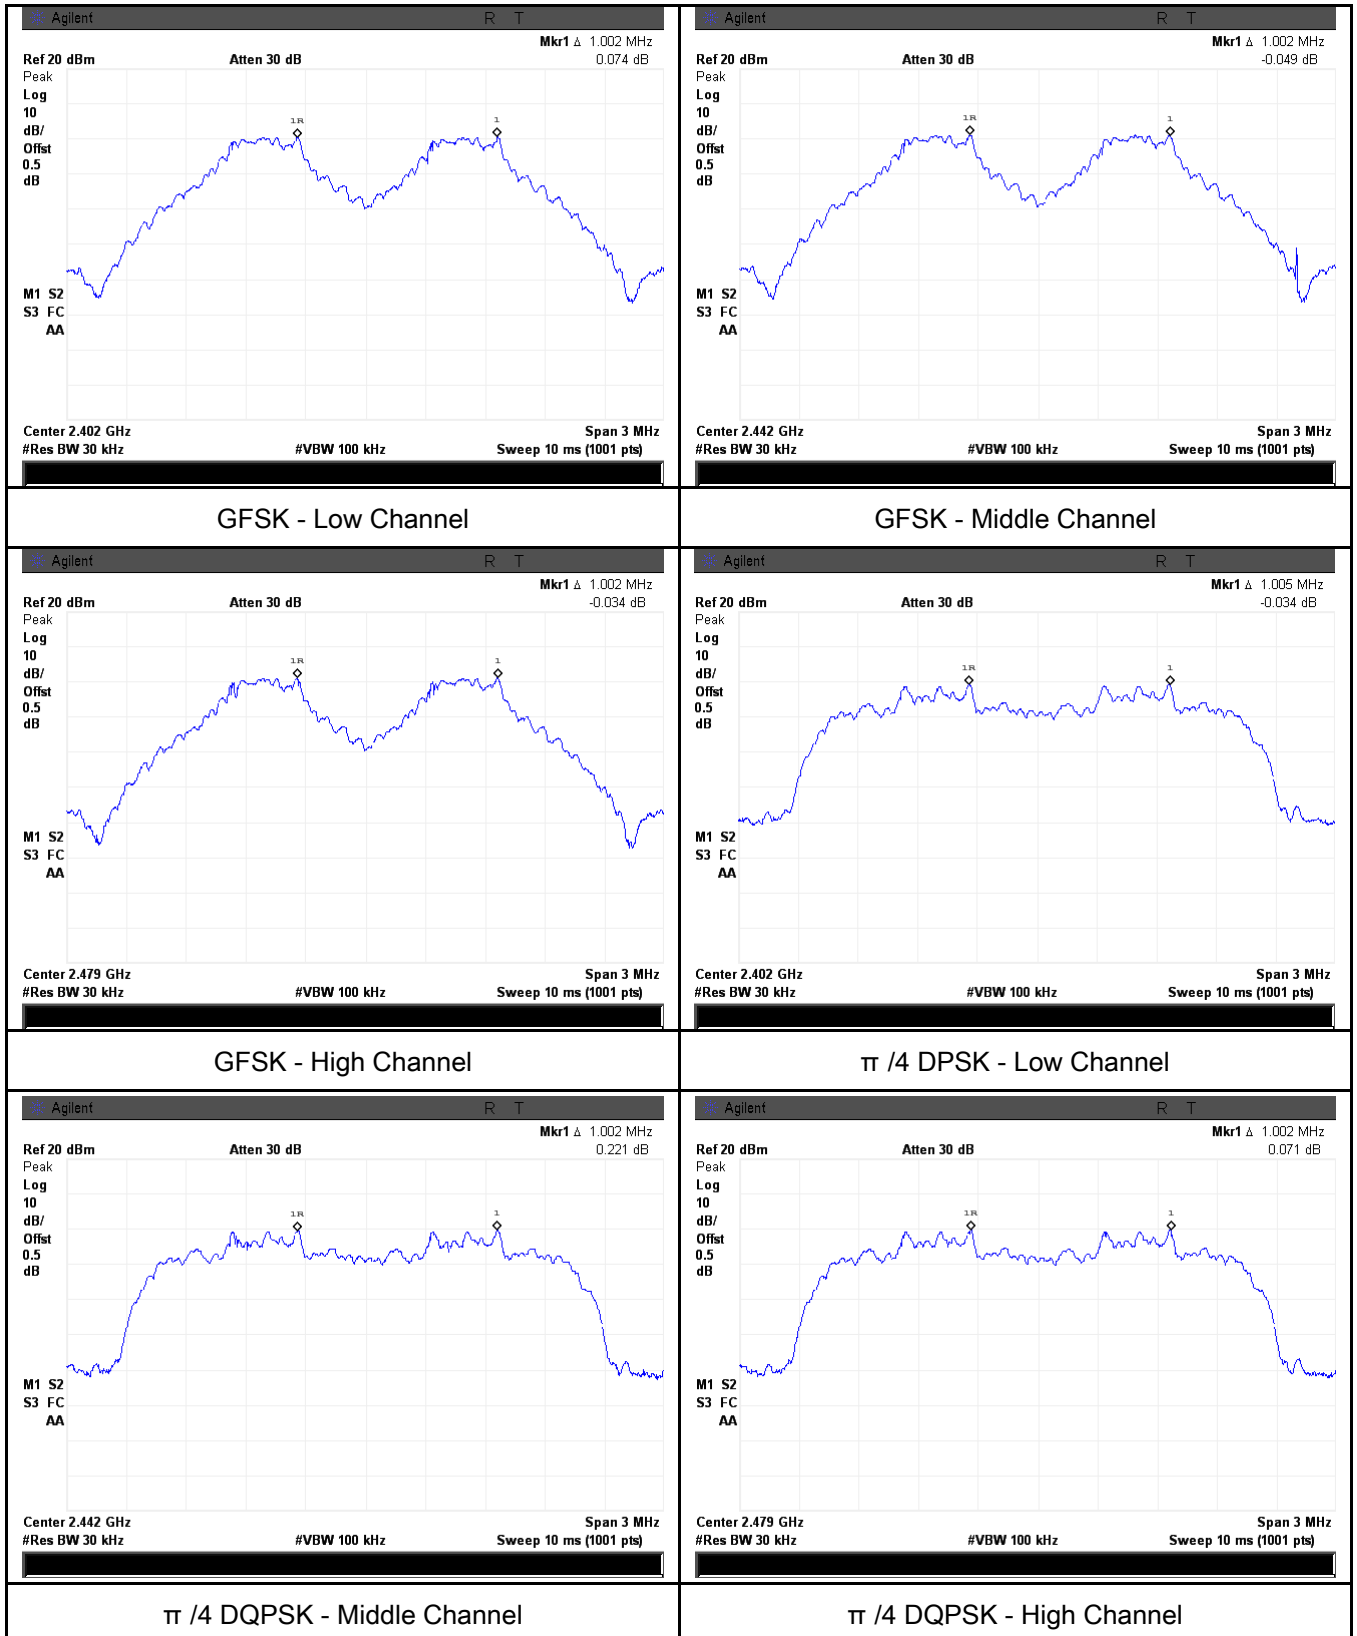 Agilent R T
Mkr1 Δ 1.002 MHz
Ref 20 dBm Atten 30 dB 0.074 dB
Peak
Log
10
dB/
Offst
0.5
dB
1R 1
M1 S2
S3 FC
AA
Center 2.402 GHz Span 3 MHz
#Res BW 30 kHz #VBW 100 kHz Sweep 10 ms (1001 pts)
GFSK - Low Channel
Agilent R T
Mkr1 Δ 1.002 MHz
Ref 20 dBm Atten 30 dB -0.049 dB
Peak
Log
10
dB/
Offst
0.5
dB
1R 1
M1 S2
S3 FC
AA
Center 2.442 GHz Span 3 MHz
#Res BW 30 kHz #VBW 100 kHz Sweep 10 ms (1001 pts)
GFSK - Middle Channel
Agilent R T
Mkr1 Δ 1.002 MHz
Ref 20 dBm Atten 30 dB -0.034 dB
Peak
Log
10
dB/
Offst
0.5
dB
1R 1
M1 S2
S3 FC
AA
Center 2.479 GHz Span 3 MHz
#Res BW 30 kHz #VBW 100 kHz Sweep 10 ms (1001 pts)
GFSK - High Channel
Agilent R T
Mkr1 Δ 1.005 MHz
Ref 20 dBm Atten 30 dB -0.034 dB
Peak
Log
10
dB/
Offst
0.5
dB
1R 1
M1 S2
S3 FC
AA
Center 2.402 GHz Span 3 MHz
#Res BW 30 kHz #VBW 100 kHz Sweep 10 ms (1001 pts)
π /4 DPSK - Low Channel
Agilent R T
Mkr1 Δ 1.002 MHz
Ref 20 dBm Atten 30 dB 0.221 dB
Peak
Log
10
dB/
Offst
0.5
dB
1R 1
M1 S2
S3 FC
AA
Center 2.442 GHz Span 3 MHz
#Res BW 30 kHz #VBW 100 kHz Sweep 10 ms (1001 pts)
π /4 DQPSK - Middle Channel
Agilent R T
Mkr1 Δ 1.002 MHz
Ref 20 dBm Atten 30 dB 0.071 dB
Peak
Log
10
dB/
Offst
0.5
dB
1R 1
M1 S2
S3 FC
AA
Center 2.479 GHz Span 3 MHz
#Res BW 30 kHz #VBW 100 kHz Sweep 10 ms (1001 pts)
π /4 DQPSK - High Channel